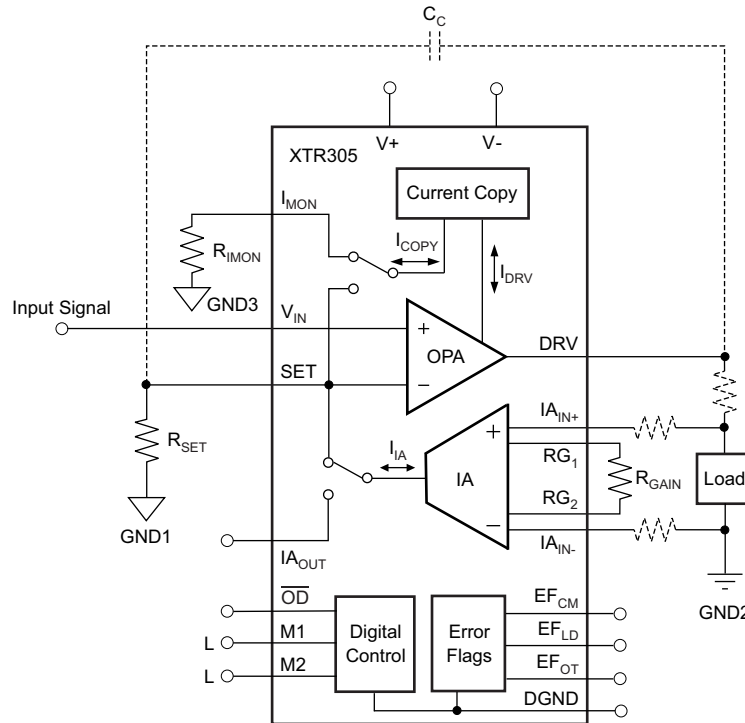 C_C
V+
V-
XTR305
Current Copy
I_MON
R_IMON
I_COPY
I_DRV
GND3
Input Signal
V_IN
+
OPA
DRV
SET
−
IA_IN+
R_SET
I_IA
+
RG_1
IA
R_GAIN
Load
RG_2
−
GND1
IA_OUT
IA_IN-
GND2
O̅D̅
EF_CM
L
M1
Digital
Control
Error
Flags
EF_LD
L
M2
EF_OT
DGND